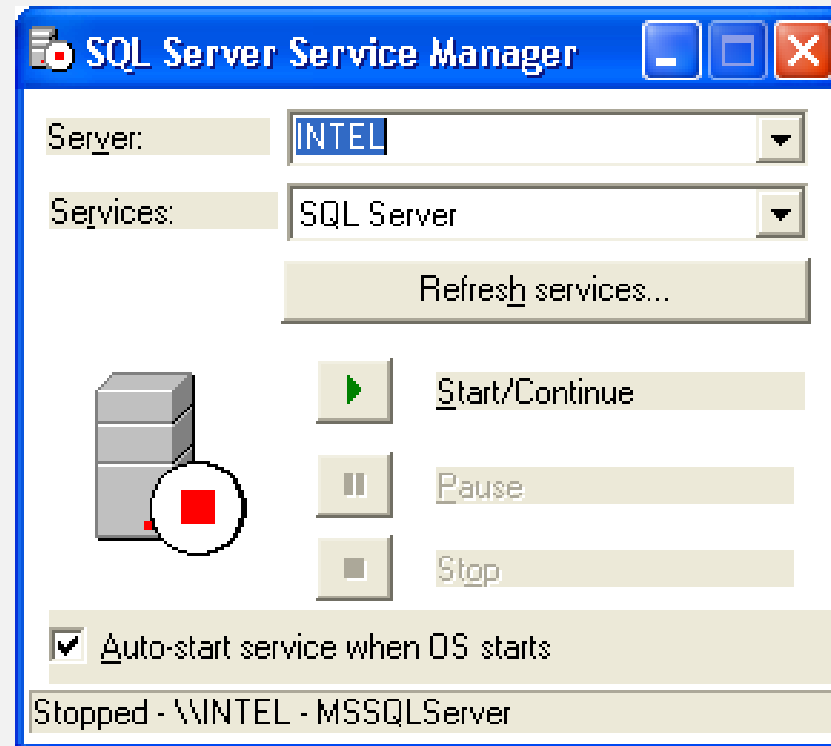 SQL Server Service Manager
Server:
INTEL
Services:
SQL Server
Refresh services...
Start/Continue
Pause
Stop
Auto-start service when OS starts
Stopped - \\INTEL - MSSQLServer